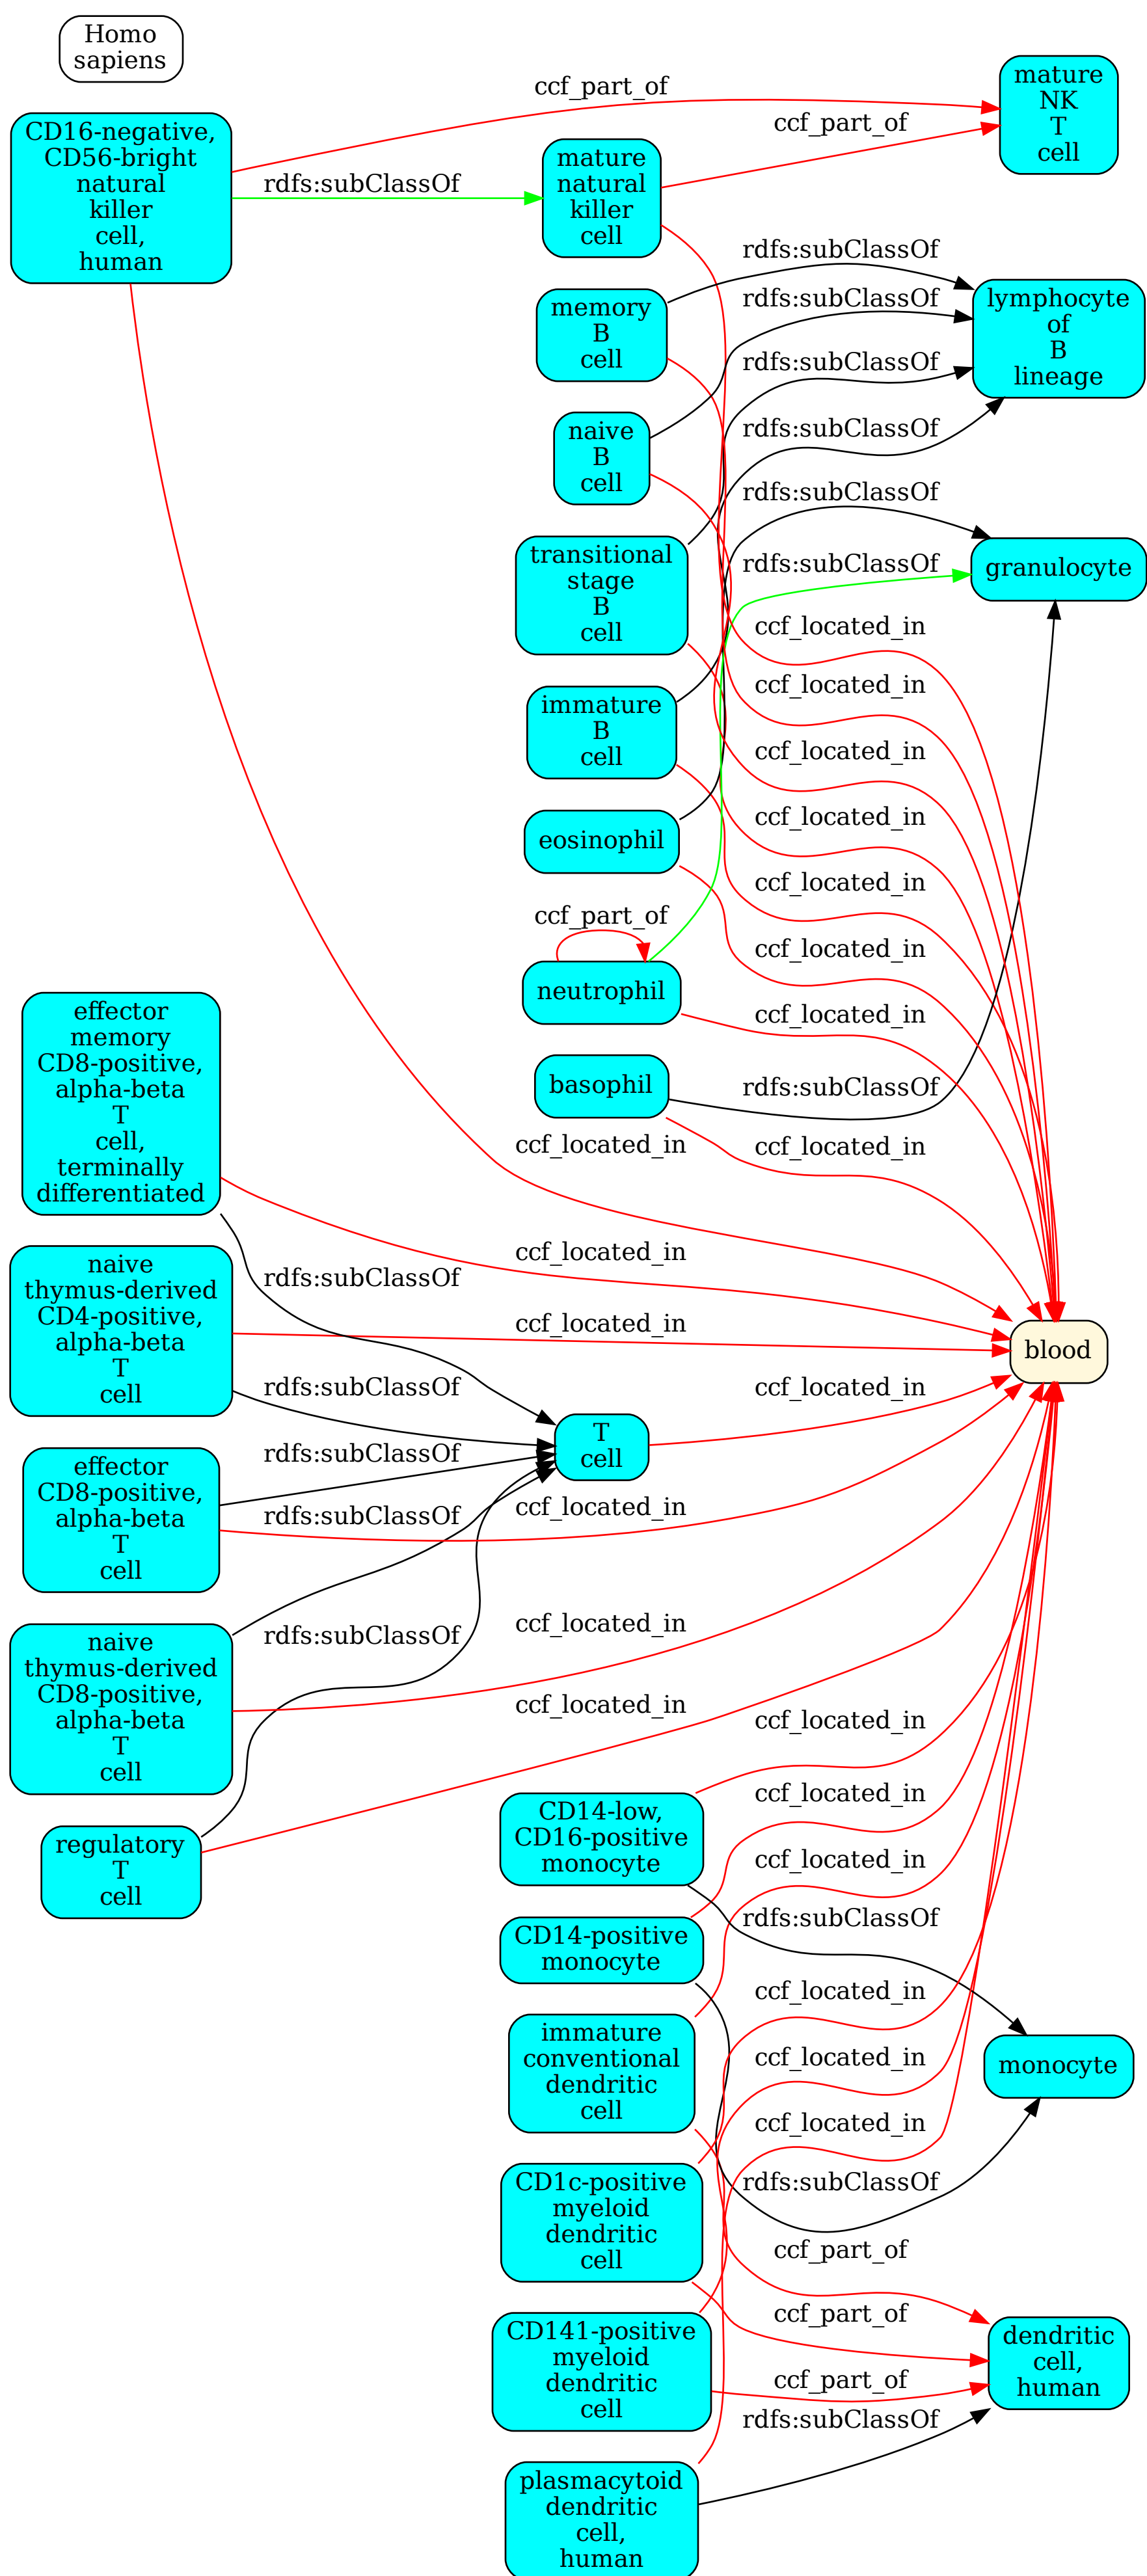 Homo
sapiens
CD16-negative,
CD56-bright
natural
killer
cell,
human
ccf_part_of
rdfs:subClassOf
mature
natural
killer
cell
ccf_part_of
mature
NK
T
cell
memory
B
cell
rdfs:subClassOf
rdfs:subClassOf
rdfs:subClassOf
rdfs:subClassOf
lymphocyte
of
B
lineage
naive
B
cell
transitional
stage
B
cell
rdfs:subClassOf
rdfs:subClassOf
granulocyte
immature
B
cell
ccf_located_in
ccf_located_in
ccf_located_in
ccf_located_in
ccf_located_in
ccf_located_in
ccf_located_in
eosinophil
ccf_part_of
neutrophil
basophil
rdfs:subClassOf
ccf_located_in
effector
memory
CD8-positive,
alpha-beta
T
cell,
terminally
differentiated
ccf_located_in
ccf_located_in
rdfs:subClassOf
naive
thymus-derived
CD4-positive,
alpha-beta
T
cell
ccf_located_in
rdfs:subClassOf
blood
T
cell
ccf_located_in
effector
CD8-positive,
alpha-beta
T
cell
rdfs:subClassOf
ccf_located_in
rdfs:subClassOf
naive
thymus-derived
CD8-positive,
alpha-beta
T
cell
ccf_located_in
rdfs:subClassOf
regulatory
T
cell
ccf_located_in
ccf_located_in
CD14-low,
CD16-positive
monocyte
ccf_located_in
ccf_located_in
rdfs:subClassOf
CD14-positive
monocyte
immature
conventional
dendritic
cell
ccf_located_in
ccf_located_in
ccf_located_in
monocyte
CD1c-positive
myeloid
dendritic
cell
rdfs:subClassOf
ccf_part_of
ccf_part_of
CD141-positive
myeloid
dendritic
cell
ccf_part_of
rdfs:subClassOf
dendritic
cell,
human
plasmacytoid
dendritic
cell,
human